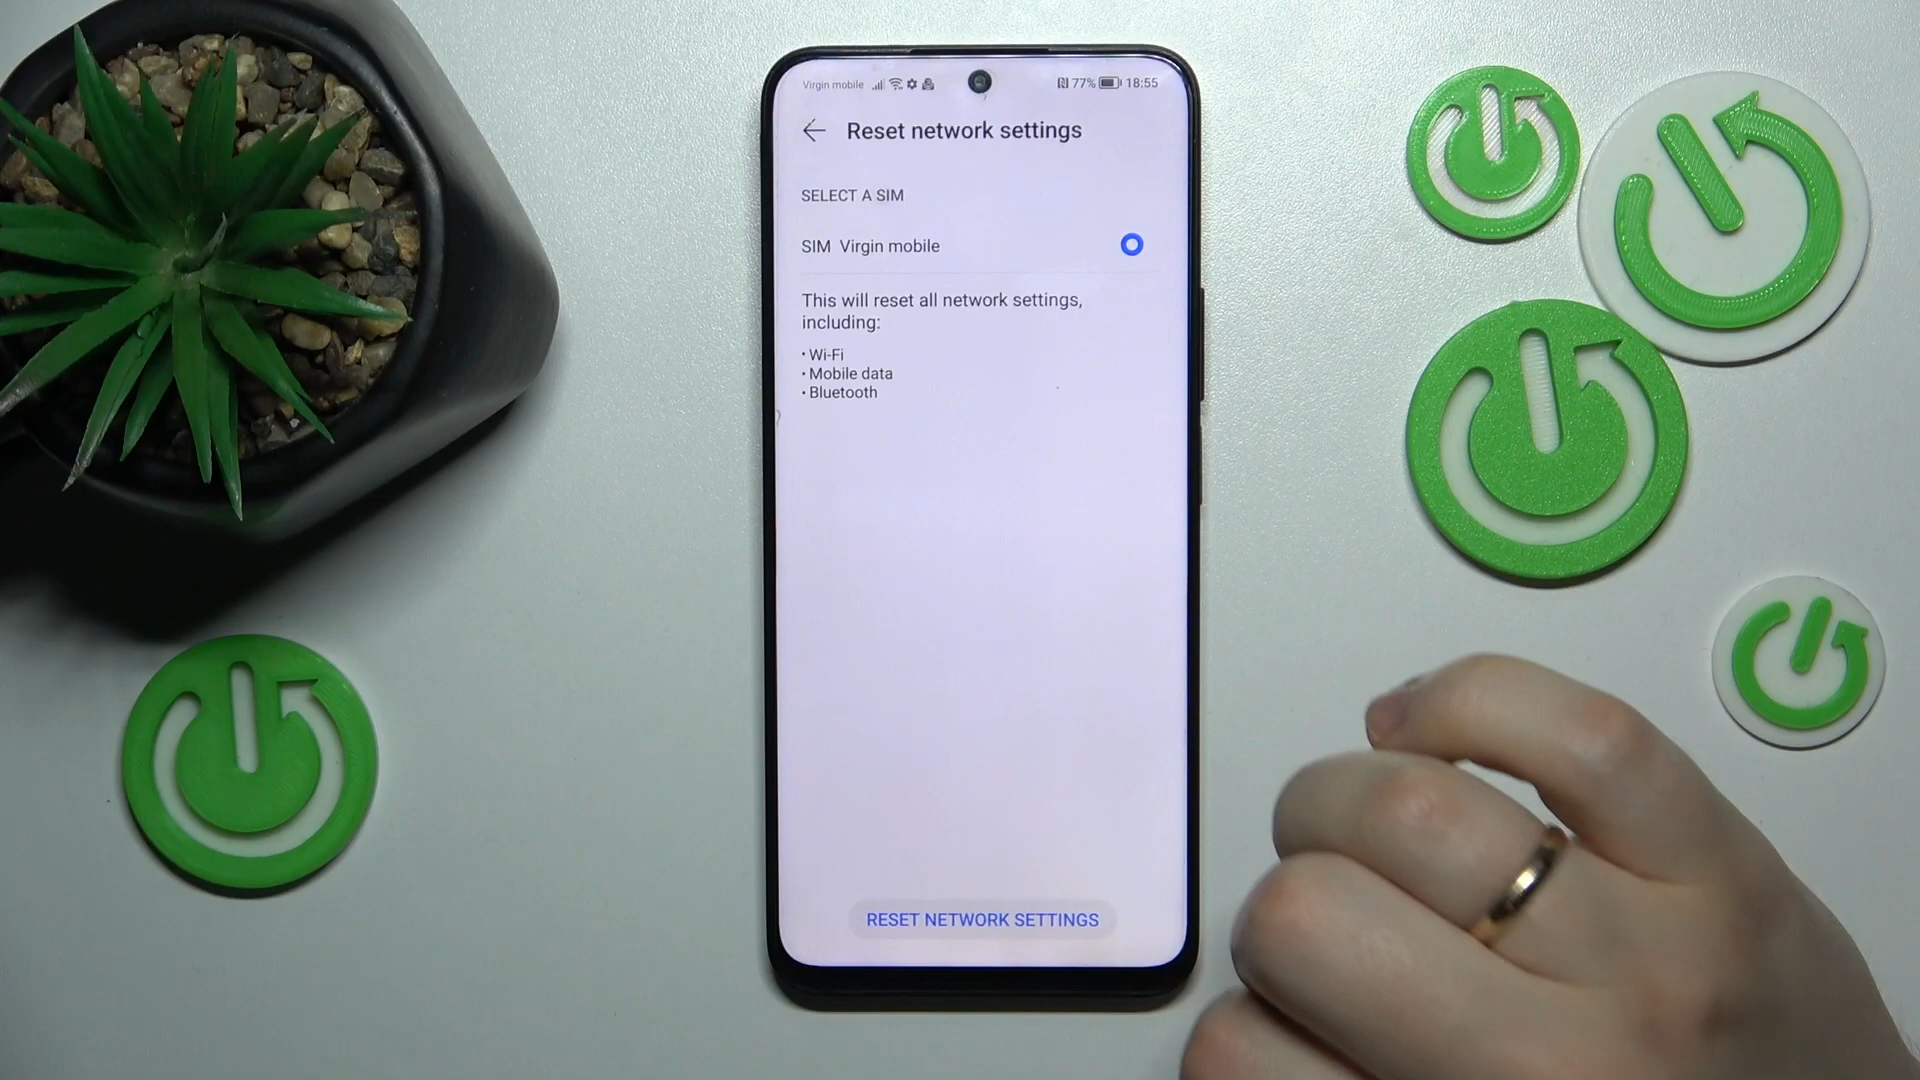 Virgin mobile 77% 18:55
Reset network settings
SELECT A SIM
SIM Virgin mobile
This will reset all network settings,
including:
• Wi-Fi
• Mobile data
• Bluetooth
RESET NETWORK SETTINGS